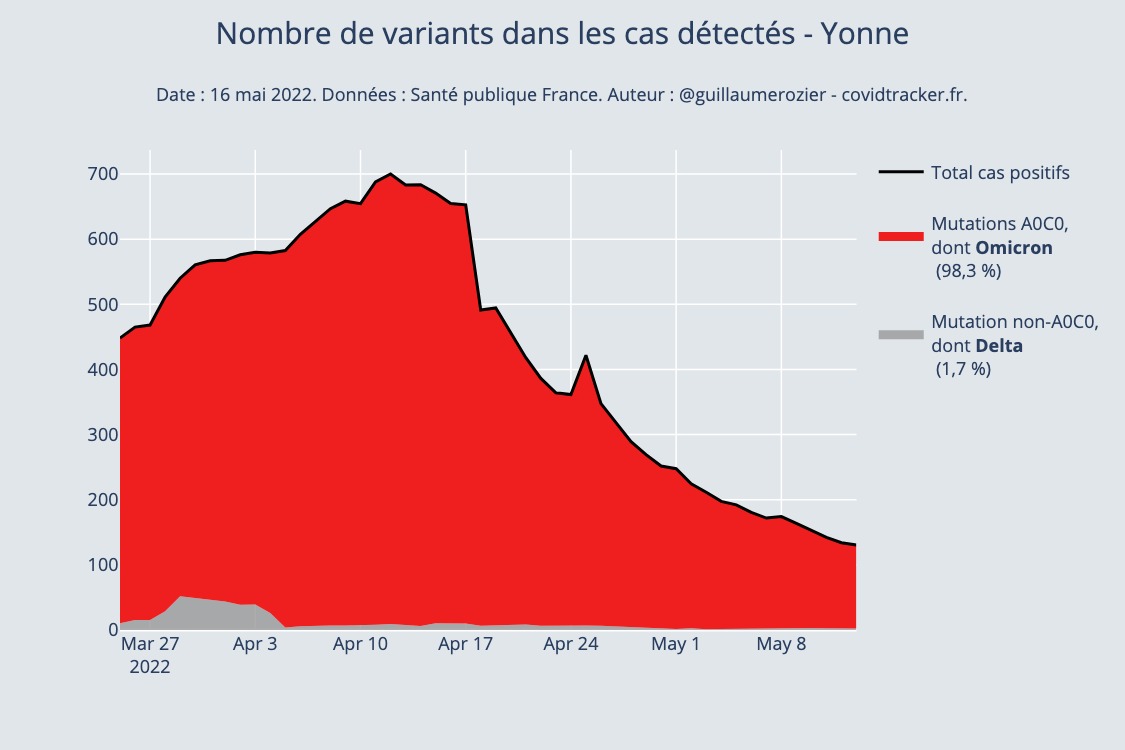 Nombre de variants dans les cas détectés - Yonne
Date : 16 mai 2022. Données : Santé publique France. Auteur : @guillaumerozier - covidtracker.fr.
700
600
500
400
300
200
100
0
Mar 27
2022
Apr 3
Apr 10
Apr 17
Apr 24
May 1
May 8
Total cas positifs
Mutations A0C0,
dont Omicron
(98,3 %)
Mutation non-A0C0,
dont Delta
(1,7 %)